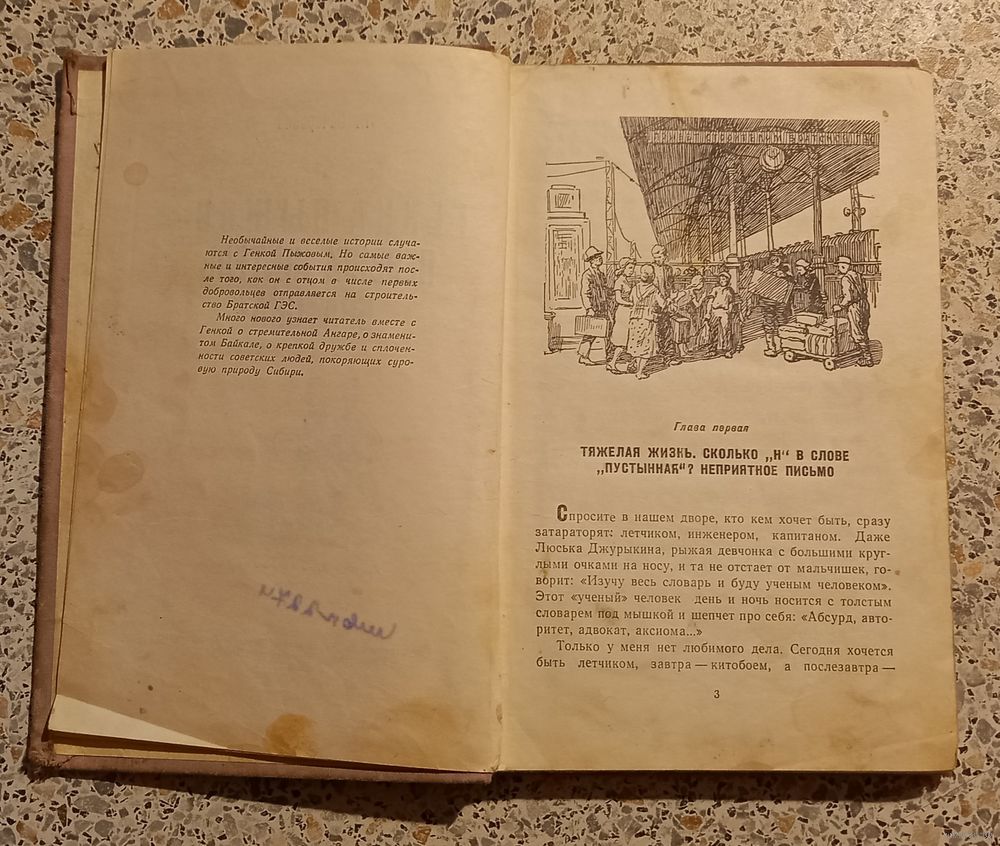 Необычайные и веселые истории случа-
ются с Генкой Пыжовым. Но самые важ-
ные и интересные события происходят пос-
ле того, как он с отцом в числе первых
добровольцев отправляется на строитель-
ство Братской ГЭС.
Много нового узнает читатель вместе с
Генкой о стремительной Ангаре, о знамени-
том Байкале, о крепкой дружбе и сплочен-
ности советских людей, покоряющих суро-
вую природу Сибири.
Глава первая
ТЯЖЕЛАЯ ЖИЗНЬ. СКОЛЬКО „Н“ В СЛОВЕ
„ПУСТЫННАЯ“? НЕПРИЯТНОЕ ПИСЬМО
Спросите в нашем дворе, кто кем хочет быть, сразу
затараторят: летчиком, инженером, капитаном. Даже
Люська Джурыкина, рыжая девчонка с большими круг-
лыми очками на носу, и та не отстает от мальчишек, го-
ворит: «Изучу весь словарь и буду ученым человеком».
Этот «ученый» человек день и ночь носится с толстым
словарем под мышкой и шепчет про себя: «Абсурд, авто-
ритет, адвокат, аксиома...»
Только у меня нет любимого дела. Сегодня хочется
быть летчиком, завтра — китобоем, а послезавтра —
3